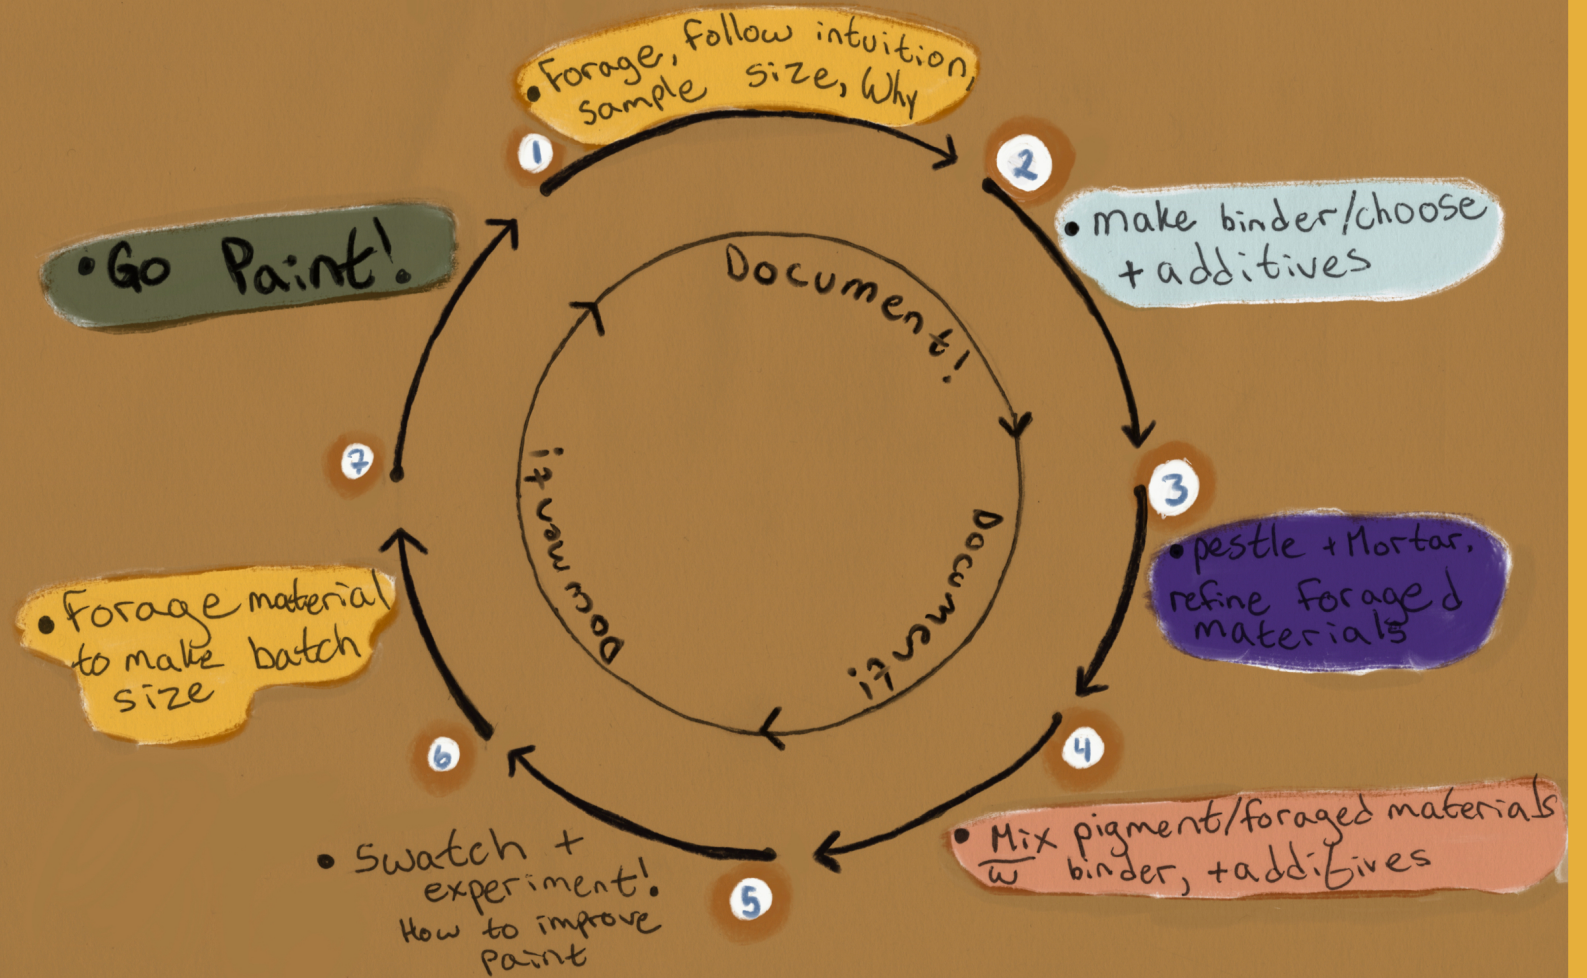 1
• Forage, Follow intuition,
sample size, Why
2
• make binder/choose
+ additives
3
• pestle + Mortar.
refine foraged
materials
4
• Mix pigment/foraged materials
w binder, + additives
5
• Swatch +
experiment!
How to improve
paint
6
• Forage material
to make batch
size
7
• Go Paint!
Document!
Document!
Document!